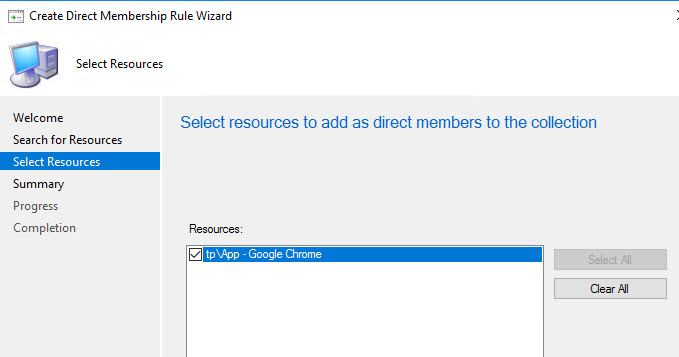 Create Direct Membership Rule Wizard
Select Resources
Welcome
Search for Resources
Select Resources
Summary
Progress
Completion
Select resources to add as direct members to the collection
Resources:
tp\App - Google Chrome
Select All
Clear All